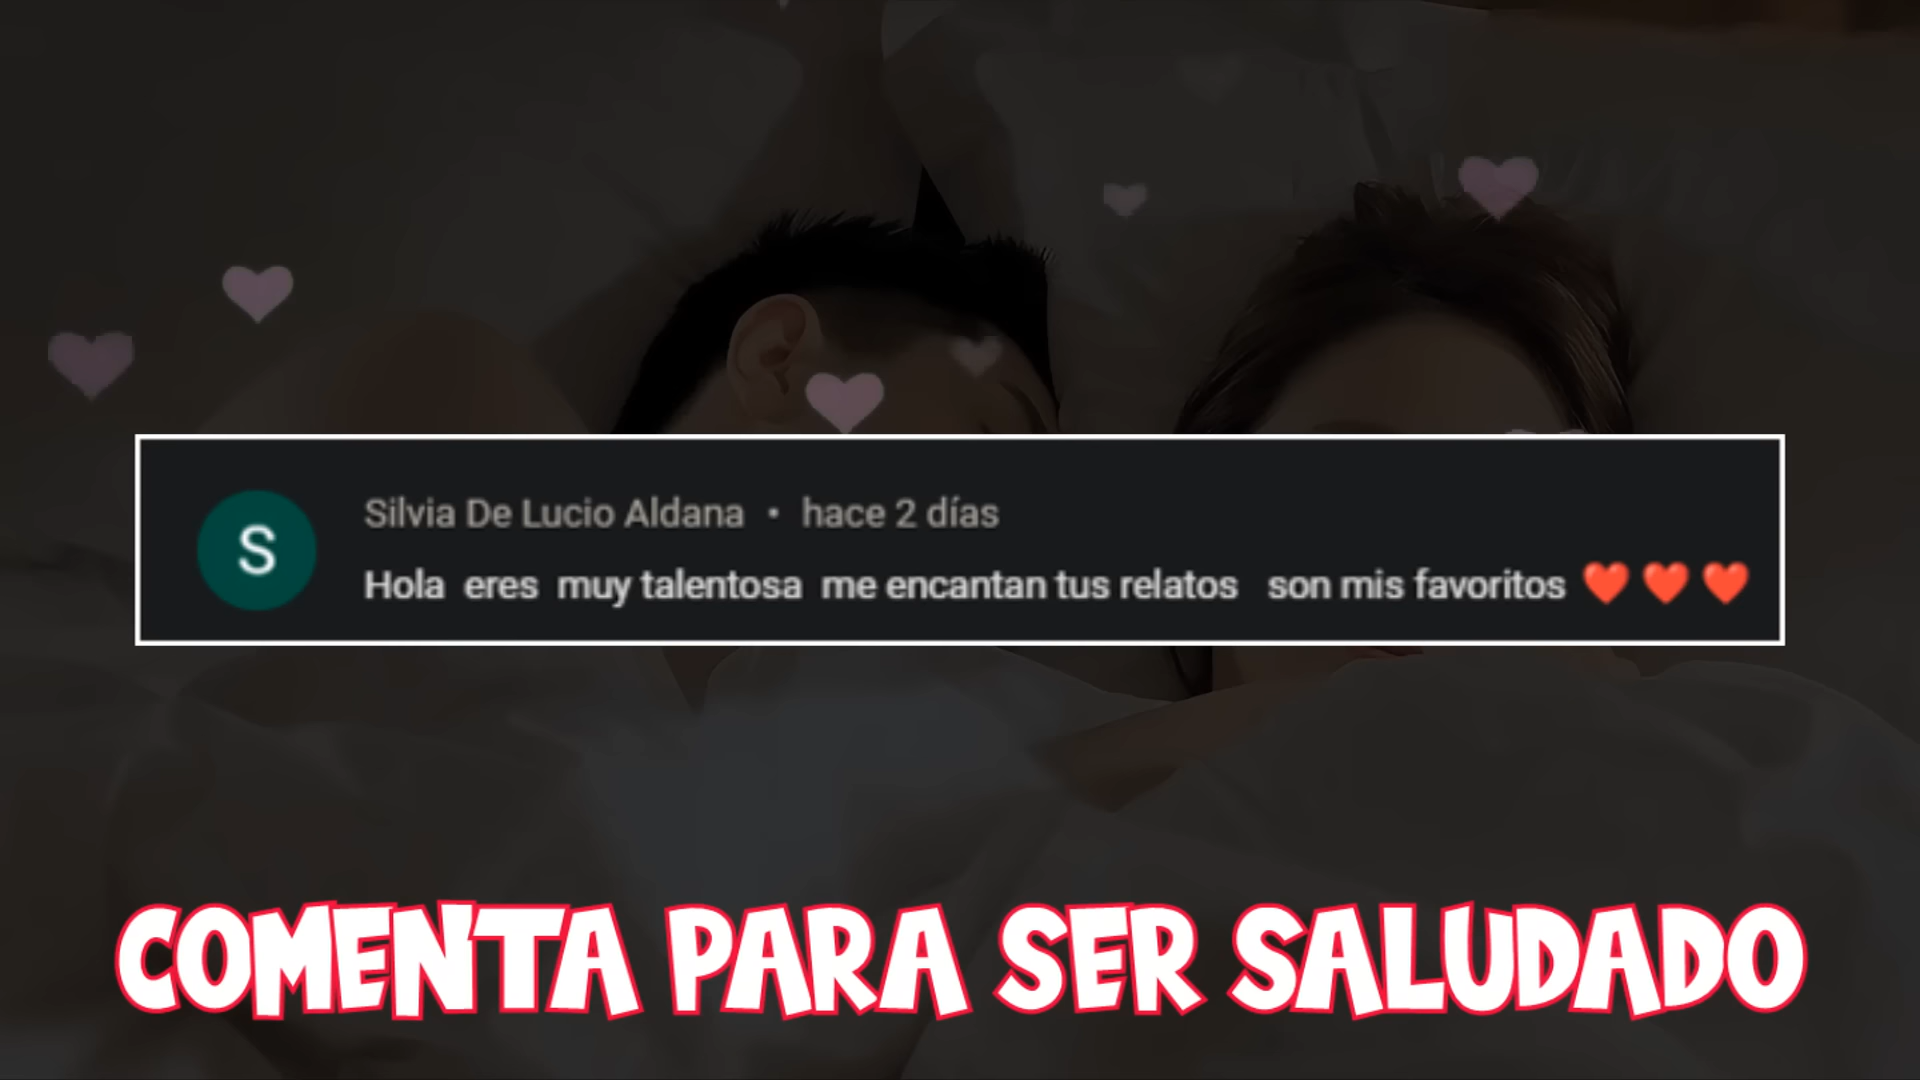 S
Silvia De Lucio Aldana • hace 2 días
Hola eres muy talentosa me encantan tus relatos son mis favoritos ❤️❤️❤️
COMENTA PARA SER SALUDADO